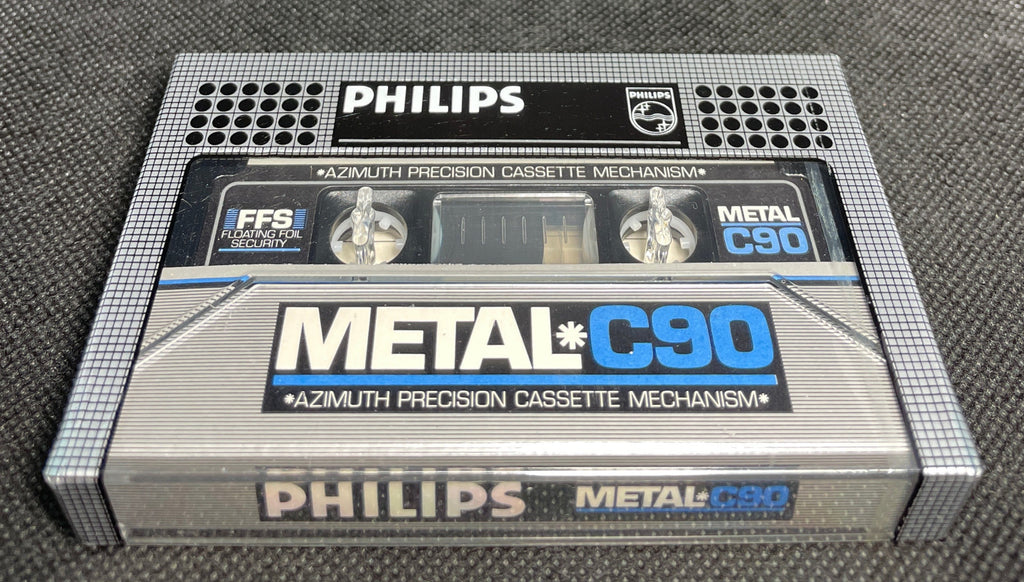 PHILIPS
PHILIPS
*AZIMUTH PRECISION CASSETTE MECHANISM*
FFS
FLOATING FOIL
SECURITY
METAL
C90
METAL*C90
*AZIMUTH PRECISION CASSETTE MECHANISM*
PHILIPS METAL*C90